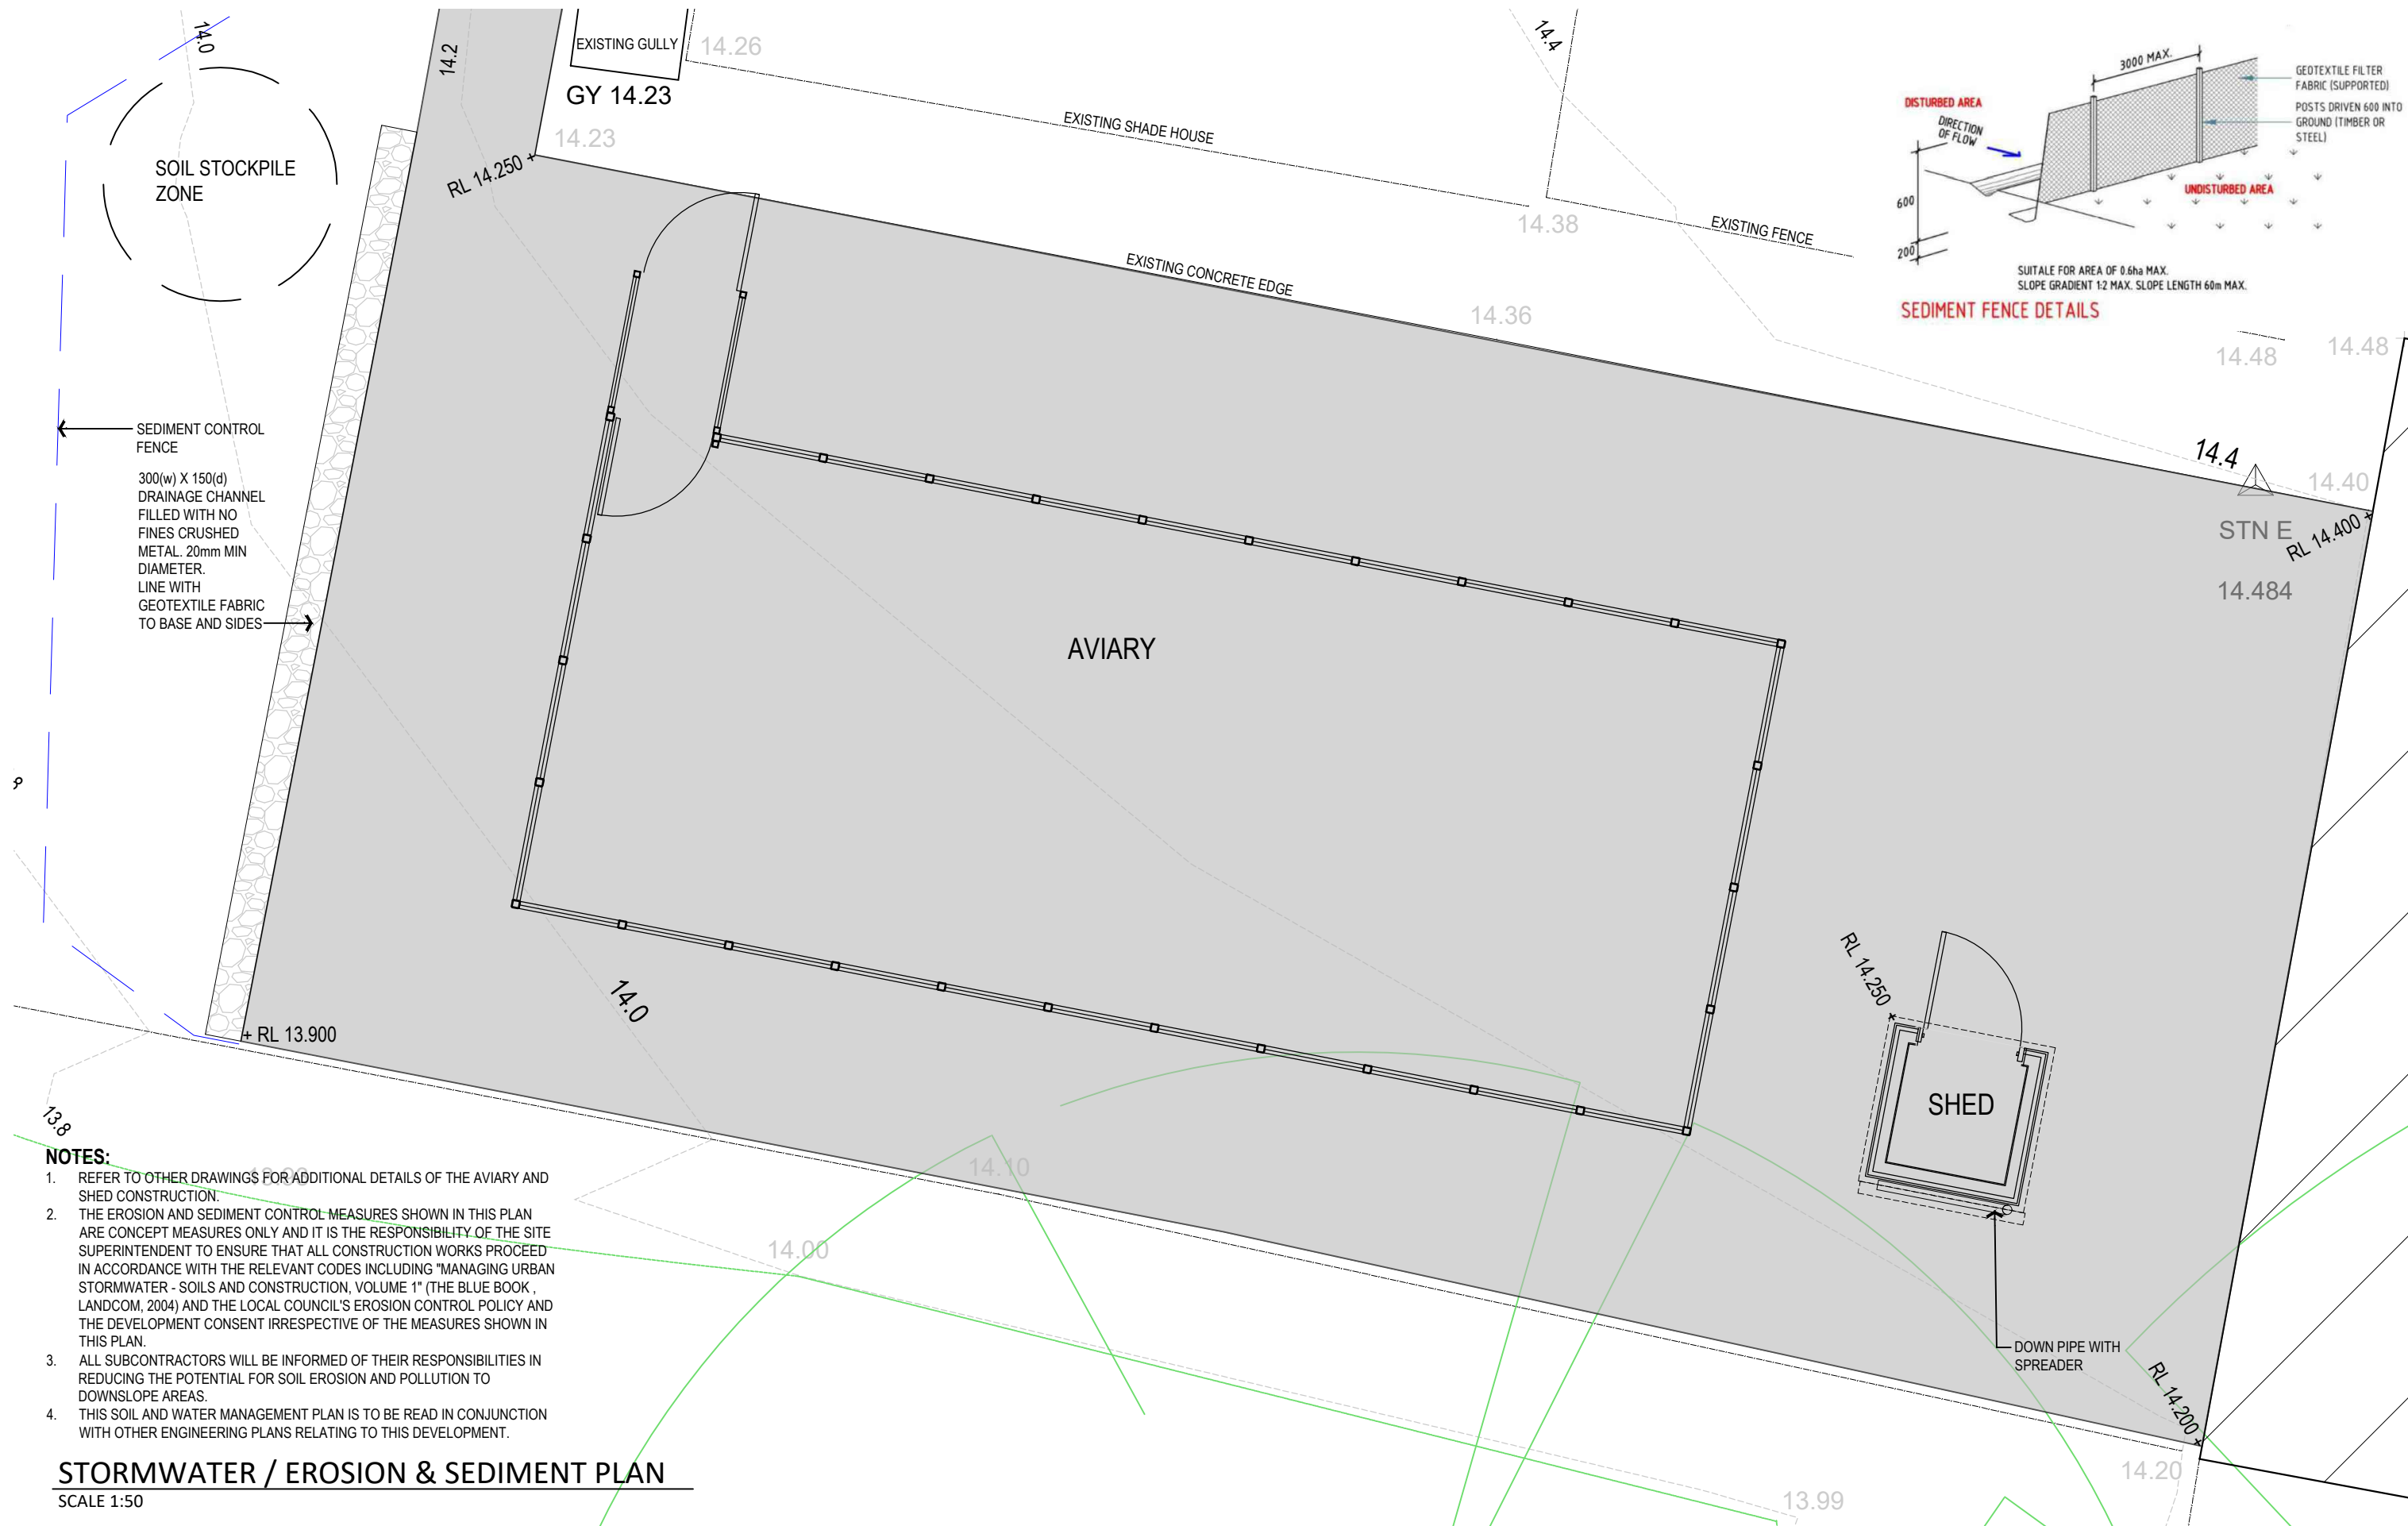 14.0
14.2
EXISTING GULLY
14.26
GY 14.23
14.23
14.4
EXISTING SHADE HOUSE
SOIL STOCKPILE
ZONE
RL 14.250 +
14.38
EXISTING FENCE
EXISTING CONCRETE EDGE
14.36
3000 MAX.
GEOTEXTILE FILTER
FABRIC (SUPPORTED)
POSTS DRIVEN 600 INTO
GROUND (TIMBER OR
STEEL)
DISTURBED AREA
DIRECTION
OF FLOW
UNDISTURBED AREA
600
200
SUITALE FOR AREA OF 0.6ha MAX.
SLOPE GRADIENT 1:2 MAX. SLOPE LENGTH 60m MAX.
SEDIMENT FENCE DETAILS
14.48
14.48
SEDIMENT CONTROL
FENCE
300(w) X 150(d)
DRAINAGE CHANNEL
FILLED WITH NO
FINES CRUSHED
METAL. 20mm MIN
DIAMETER.
LINE WITH
GEOTEXTILE FABRIC
TO BASE AND SIDES
14.4
14.40
STN E
RL 14.400 +
14.484
AVIARY
RL 14.250
14.0
+ RL 13.900
SHED
13.8
14.10
14.00
DOWN PIPE WITH
SPREADER
RL 14.200 +
14.20
13.99
NOTES:
1. REFER TO OTHER DRAWINGS FOR ADDITIONAL DETAILS OF THE AVIARY AND
SHED CONSTRUCTION.
2. THE EROSION AND SEDIMENT CONTROL MEASURES SHOWN IN THIS PLAN
ARE CONCEPT MEASURES ONLY AND IT IS THE RESPONSIBILITY OF THE SITE
SUPERINTENDENT TO ENSURE THAT ALL CONSTRUCTION WORKS PROCEED
IN ACCORDANCE WITH THE RELEVANT CODES INCLUDING "MANAGING URBAN
STORMWATER - SOILS AND CONSTRUCTION, VOLUME 1" (THE BLUE BOOK ,
LANDCOM, 2004) AND THE LOCAL COUNCIL'S EROSION CONTROL POLICY AND
THE DEVELOPMENT CONSENT IRRESPECTIVE OF THE MEASURES SHOWN IN
THIS PLAN.
3. ALL SUBCONTRACTORS WILL BE INFORMED OF THEIR RESPONSIBILITIES IN
REDUCING THE POTENTIAL FOR SOIL EROSION AND POLLUTION TO
DOWNSLOPE AREAS.
4. THIS SOIL AND WATER MANAGEMENT PLAN IS TO BE READ IN CONJUNCTION
WITH OTHER ENGINEERING PLANS RELATING TO THIS DEVELOPMENT.
STORMWATER / EROSION & SEDIMENT PLAN
SCALE 1:50